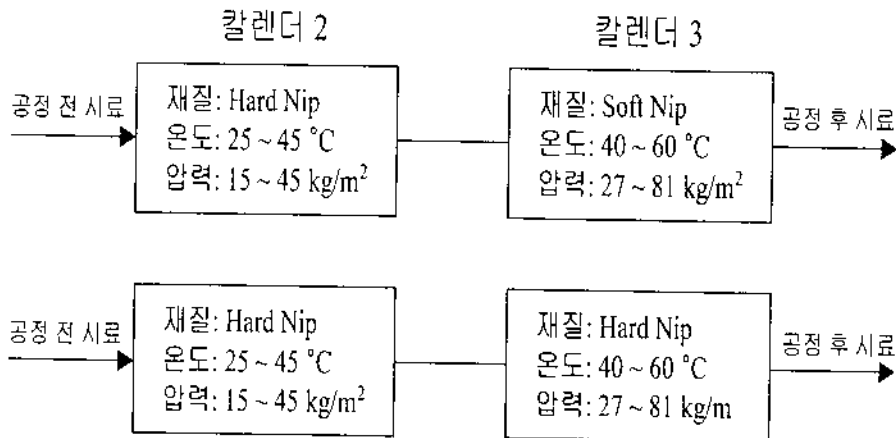 칼렌더 2
칼렌더 3
공정 전 시료
재질: Hard Nip
온도: 25 ~ 45 °C
압력: 15 ~ 45 kg/m²
재질: Soft Nip
온도: 40 ~ 60 °C
압력: 27 ~ 81 kg/m²
공정 후 시료
공정 전 시료
재질: Hard Nip
온도: 25 ~ 45 °C
압력: 15 ~ 45 kg/m²
재질: Hard Nip
온도: 40 ~ 60 °C
압력: 27 ~ 81 kg/m
공정 후 시료